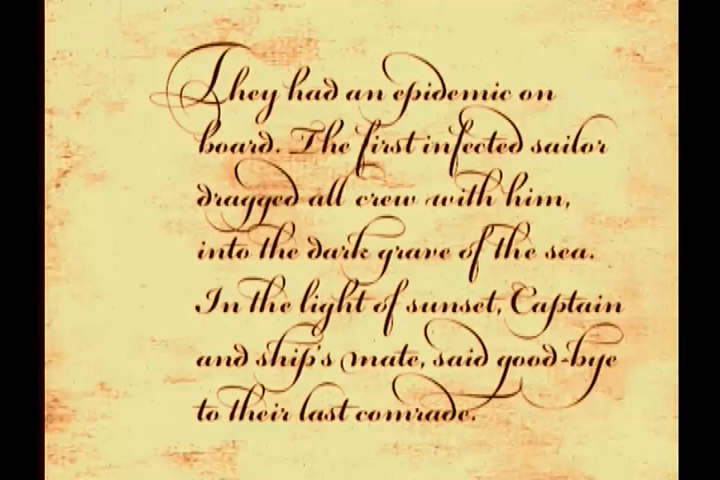 They had an epidemic on
board. The first infected sailor
dragged all crew with him,
into the dark grave of the sea.
In the light of sunset, Captain
and ship's mate, said good-bye
to their last comrade.